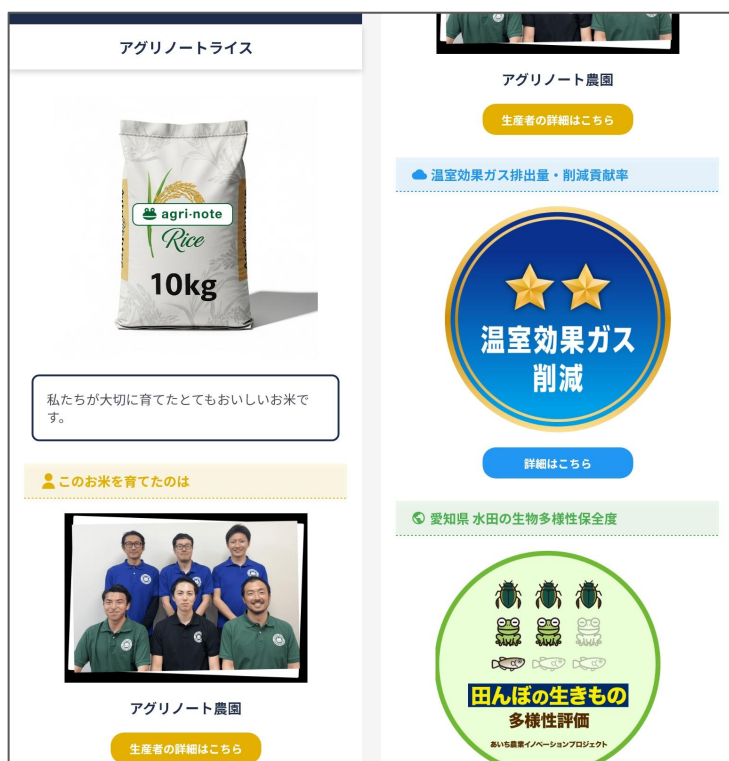 アグリノートライス
agri-note
Rice
10kg
私たちが大切に育てたとてもおいしいお米で
す。
このお米を育てたのは
アグリノート農園
生産者の詳細はこちら
アグリノート農園
生産者の詳細はこちら
温室効果ガス排出量・削減貢献率
温室効果ガス
削減
詳細はこちら
愛知県 水田の生物多様性保全度
田んぼの生きもの
多様性評価
あいち農業イノベーションプロジェクト